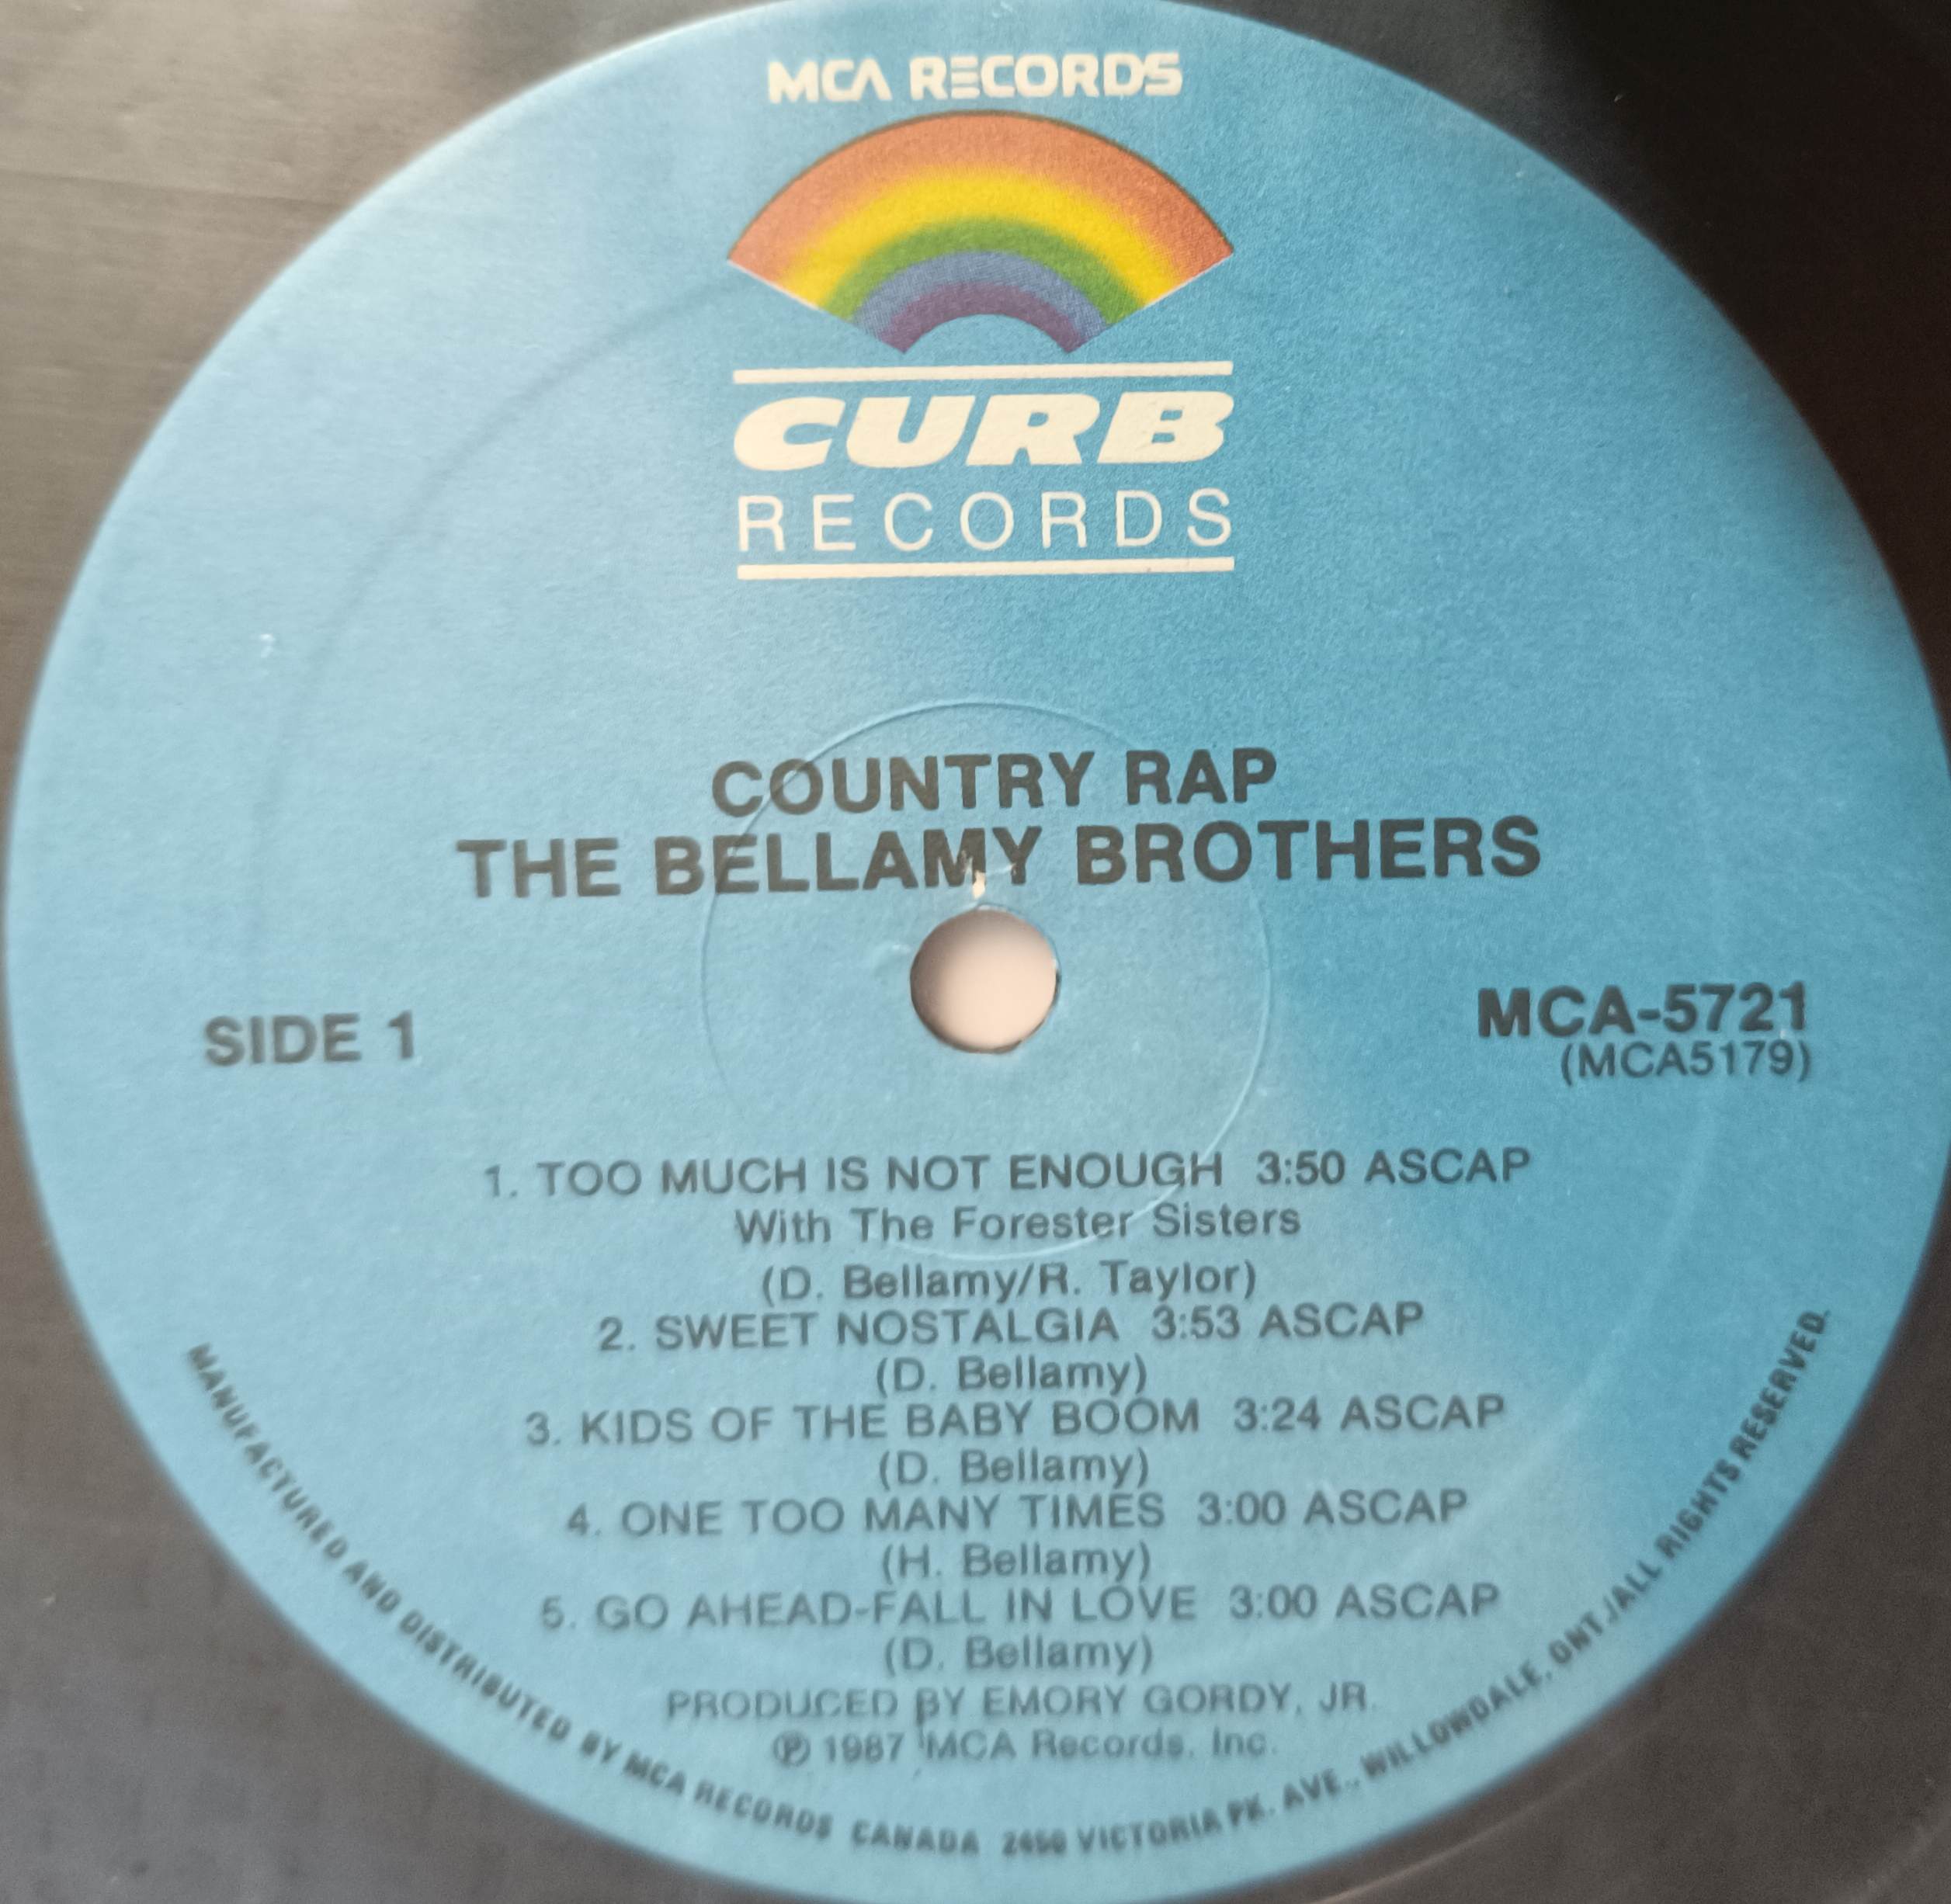 MCA RECORDS
CURB
RECORDS
COUNTRY RAP
THE BELLAMY BROTHERS
SIDE 1
MCA-5721
(MCA5179)
1. TOO MUCH IS NOT ENOUGH 3:50 ASCAP
With The Forester Sisters
(D. Bellamy/R. Taylor)
2. SWEET NOSTALGIA 3:53 ASCAP
(D. Bellamy)
3. KIDS OF THE BABY BOOM 3:24 ASCAP
(D. Bellamy)
4. ONE TOO MANY TIMES 3:00 ASCAP
(H. Bellamy)
5. GO AHEAD-FALL IN LOVE 3:00 ASCAP
(D. Bellamy)
PRODUCED BY EMORY GORDY, JR.
℗ 1987 MCA Records, Inc.
MANUFACTURED AND DISTRIBUTED BY MCA RECORDS CANADA 2450 VICTORIA PK. AVE., WILLOWDALE, ONT./ALL RIGHTS RESERVED.